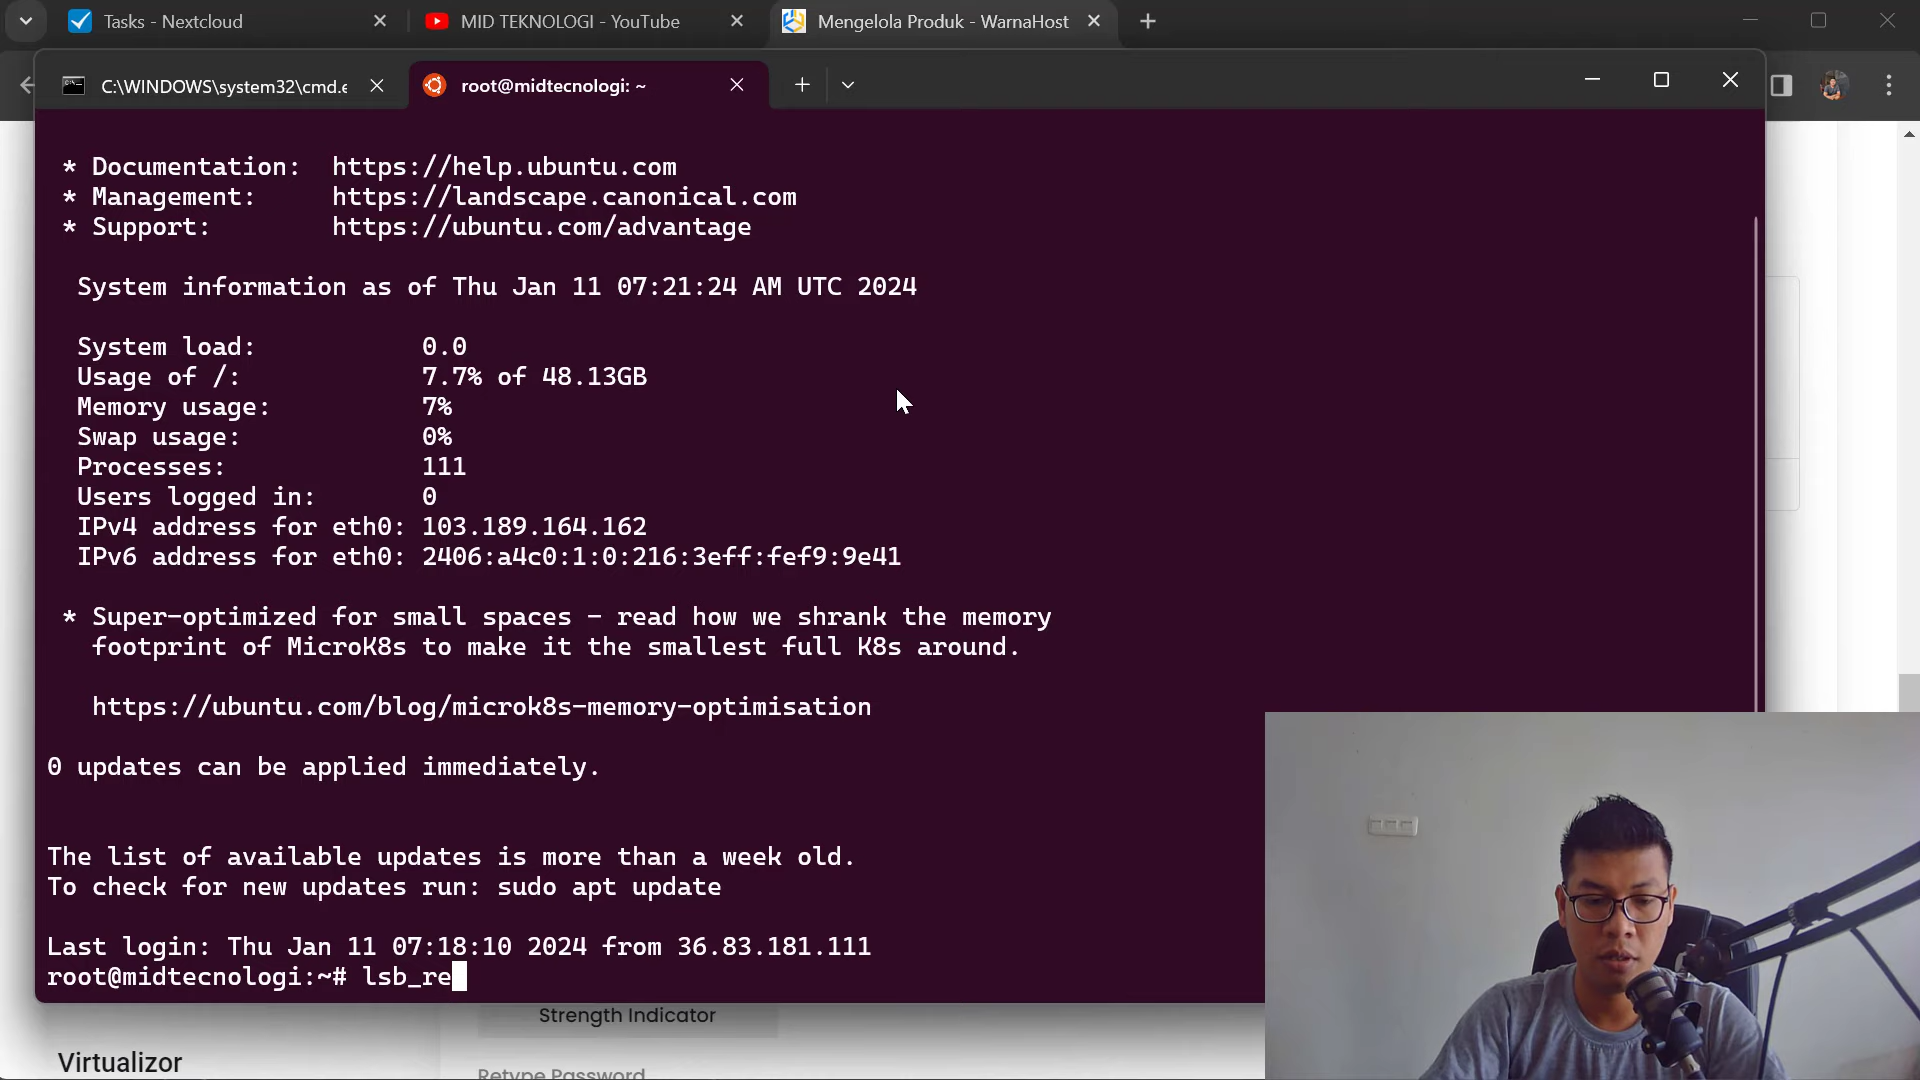 Tasks - Nextcloud
MID TEKNOLOGI - YouTube
Mengelola Produk - WarnaHost
C:\WINDOWS\system32\cmd.e
root@midtecnologi: ~
* Documentation:  https://help.ubuntu.com
* Management:     https://landscape.canonical.com
* Support:        https://ubuntu.com/advantage
System information as of Thu Jan 11 07:21:24 AM UTC 2024
System load:           0.0
Usage of /:            7.7% of 48.13GB
Memory usage:          7%
Swap usage:            0%
Processes:             111
Users logged in:       0
IPv4 address for eth0: 103.189.164.162
IPv6 address for eth0: 2406:a4c0:1:0:216:3eff:fef9:9e41
* Super-optimized for small spaces - read how we shrank the memory
footprint of MicroK8s to make it the smallest full K8s around.
https://ubuntu.com/blog/microk8s-memory-optimisation
0 updates can be applied immediately.
The list of available updates is more than a week old.
To check for new updates run: sudo apt update
Last login: Thu Jan 11 07:18:10 2024 from 36.83.181.111
root@midtecnologi:~# lsb_re
Strength Indicator
Virtualizor
Retype Password